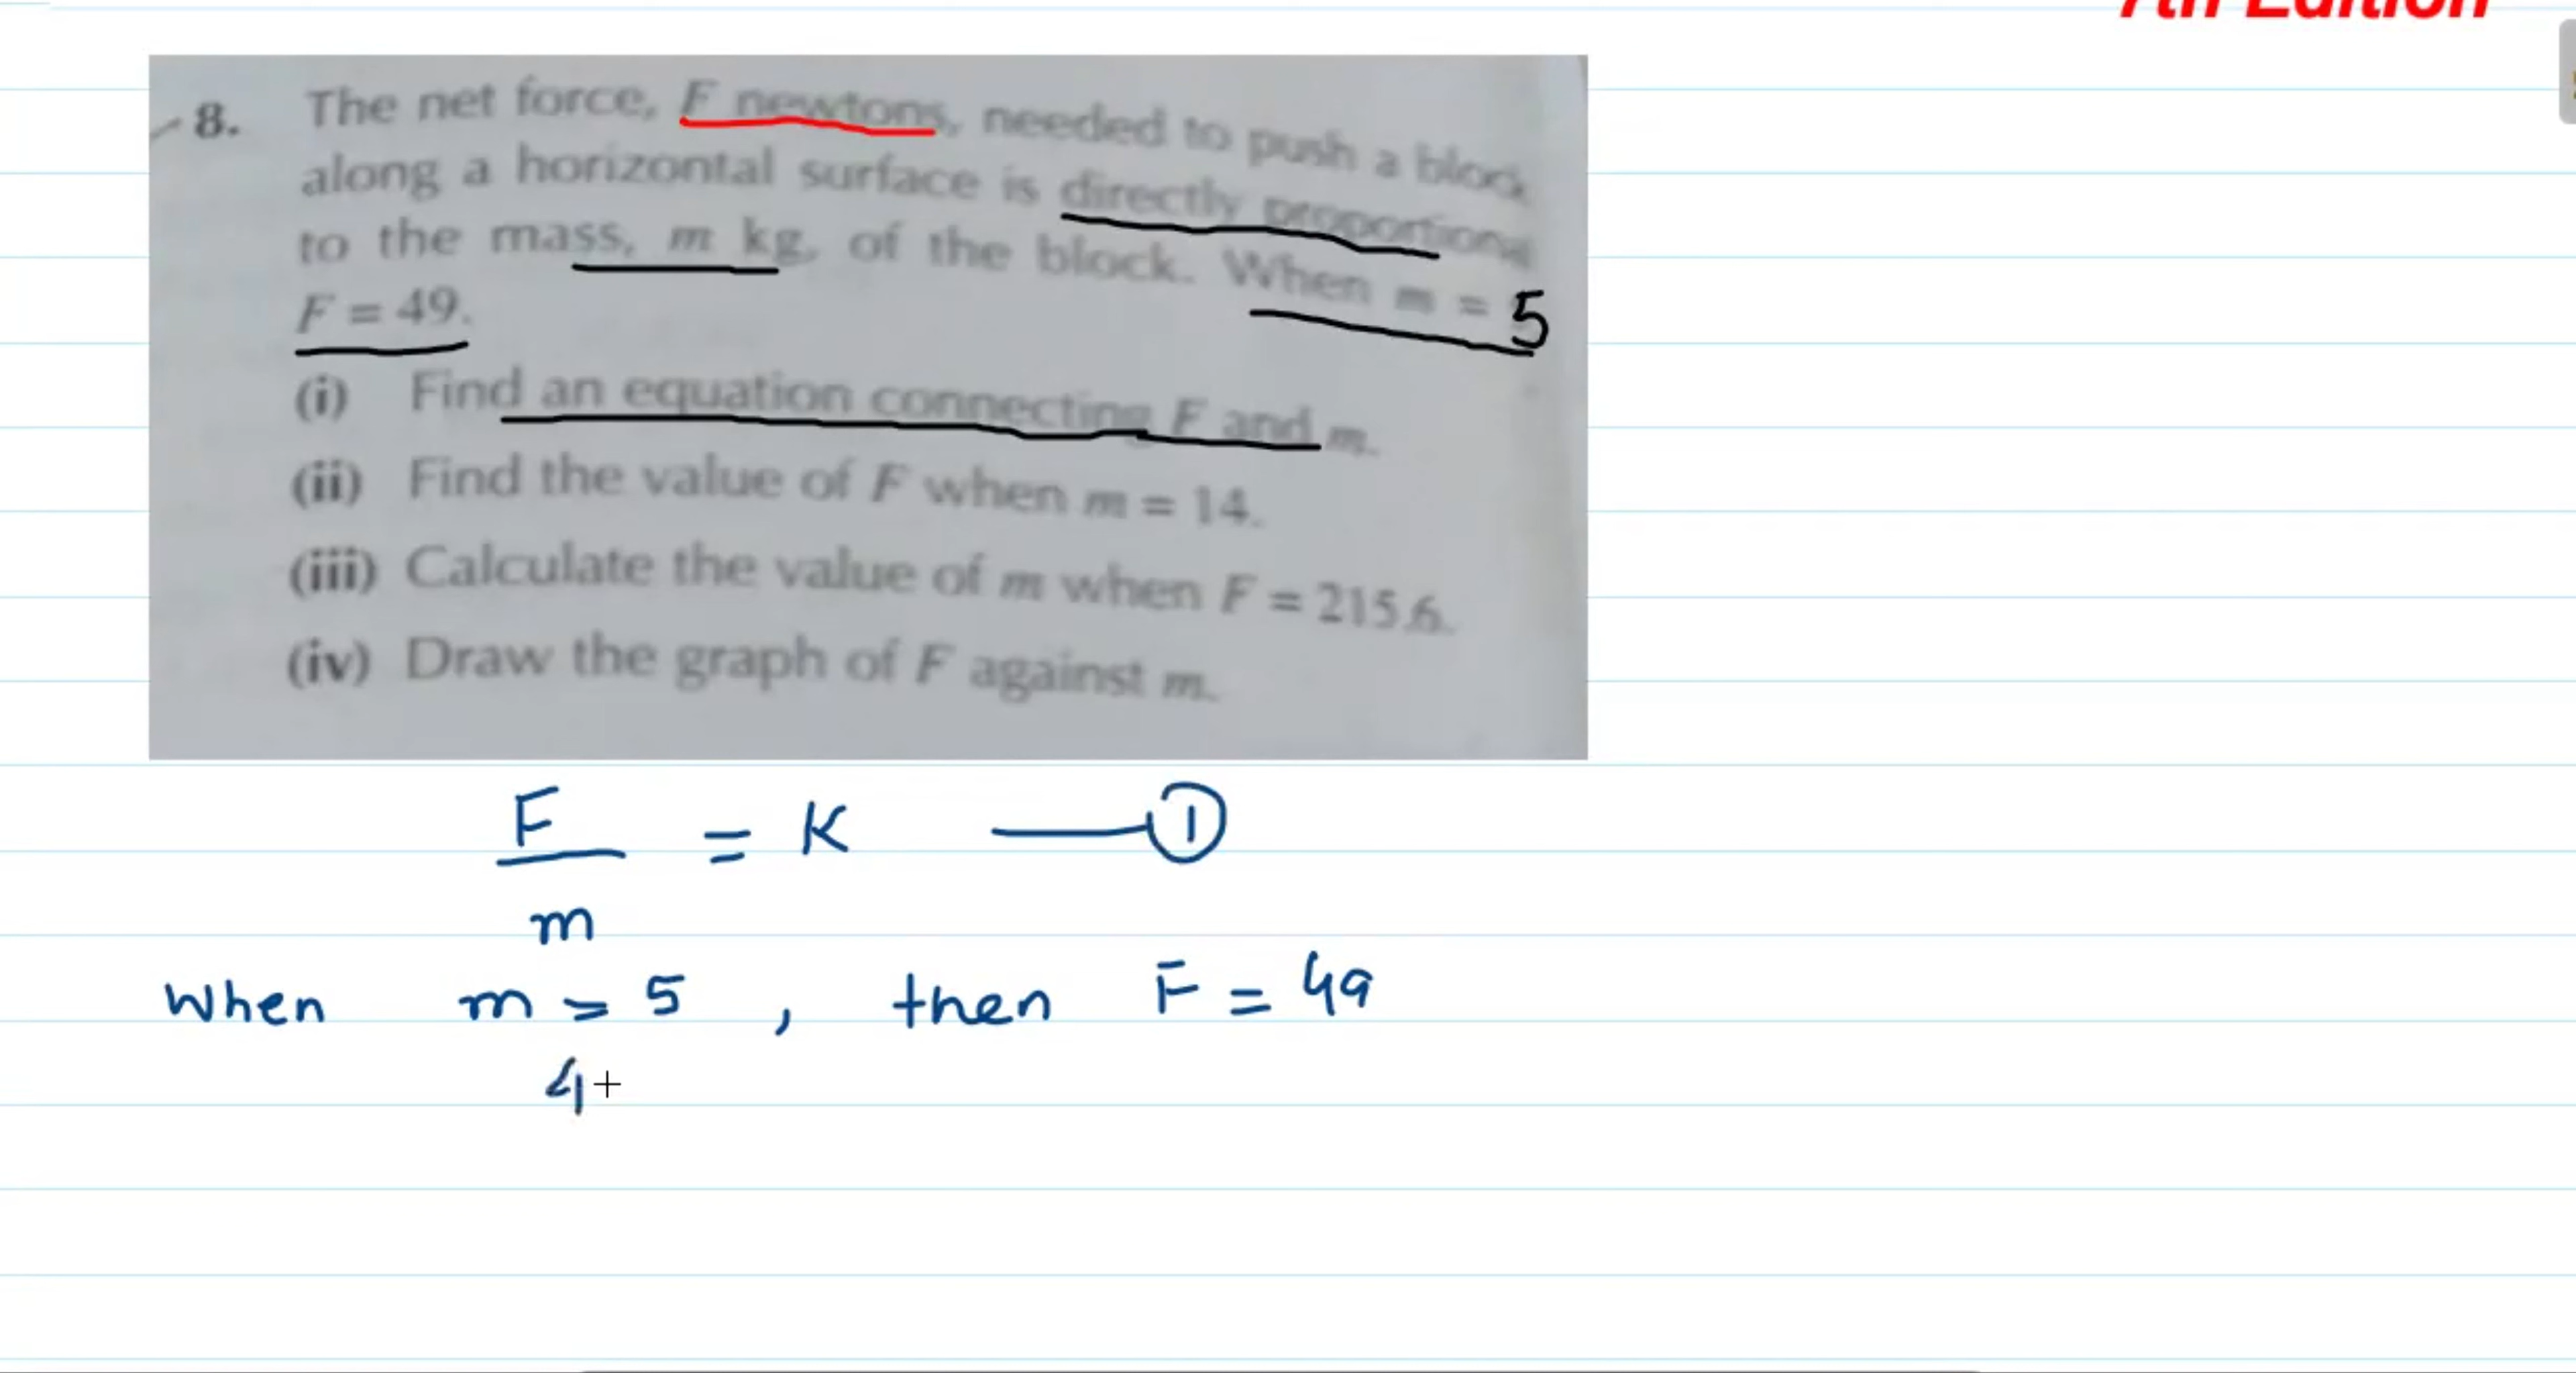 7th Edition
8. The net force, F newtons, needed to push a block
along a horizontal surface is directly proportional
to the mass, m kg, of the block. When m = 5
F = 49.
(i) Find an equation connecting F and m.
(ii) Find the value of F when m = 14.
(iii) Calculate the value of m when F = 215.6.
(iv) Draw the graph of F against m.
F
= K —①
m
When m = 5 , then F = 49
4